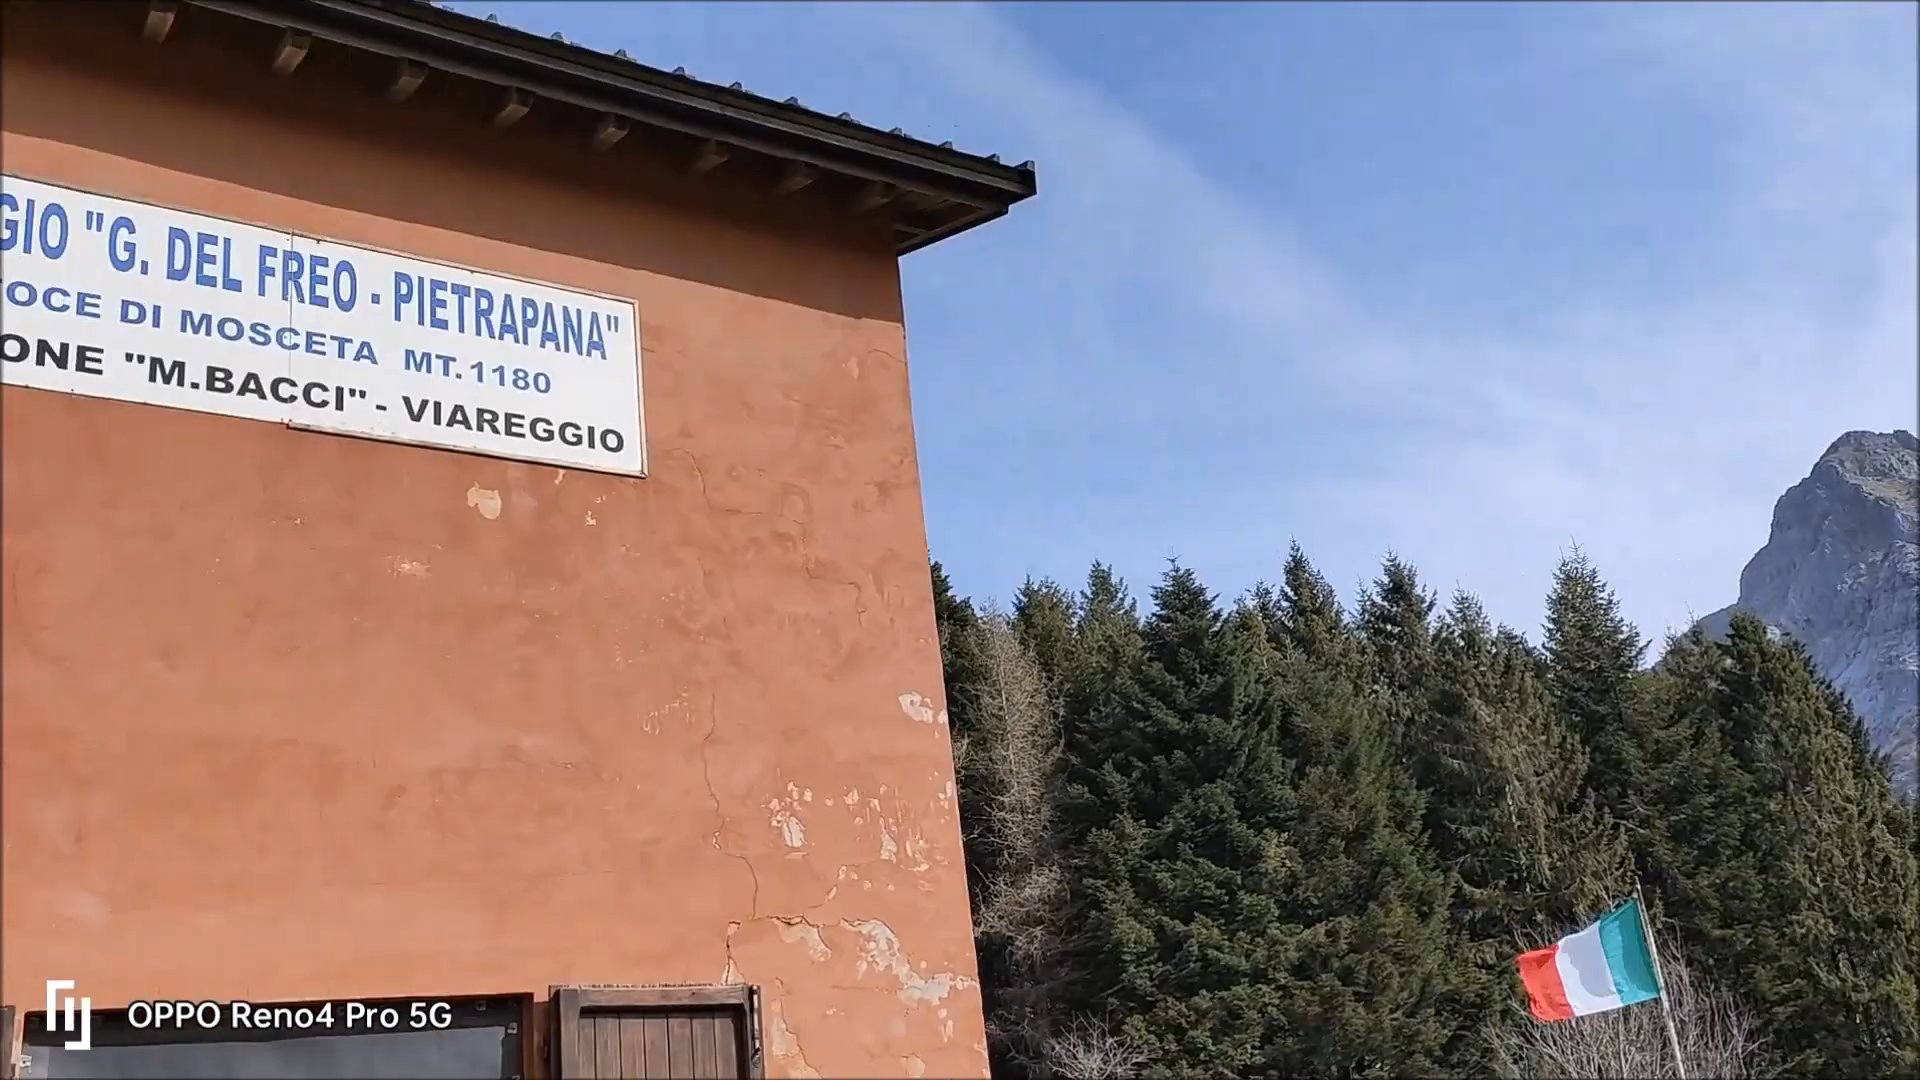 GIO "G. DEL FREO - PIETRAPANA"
OCE DI MOSCETA MT.1180
ONE "M.BACCI" - VIAREGGIO
OPPO Reno4 Pro 5G